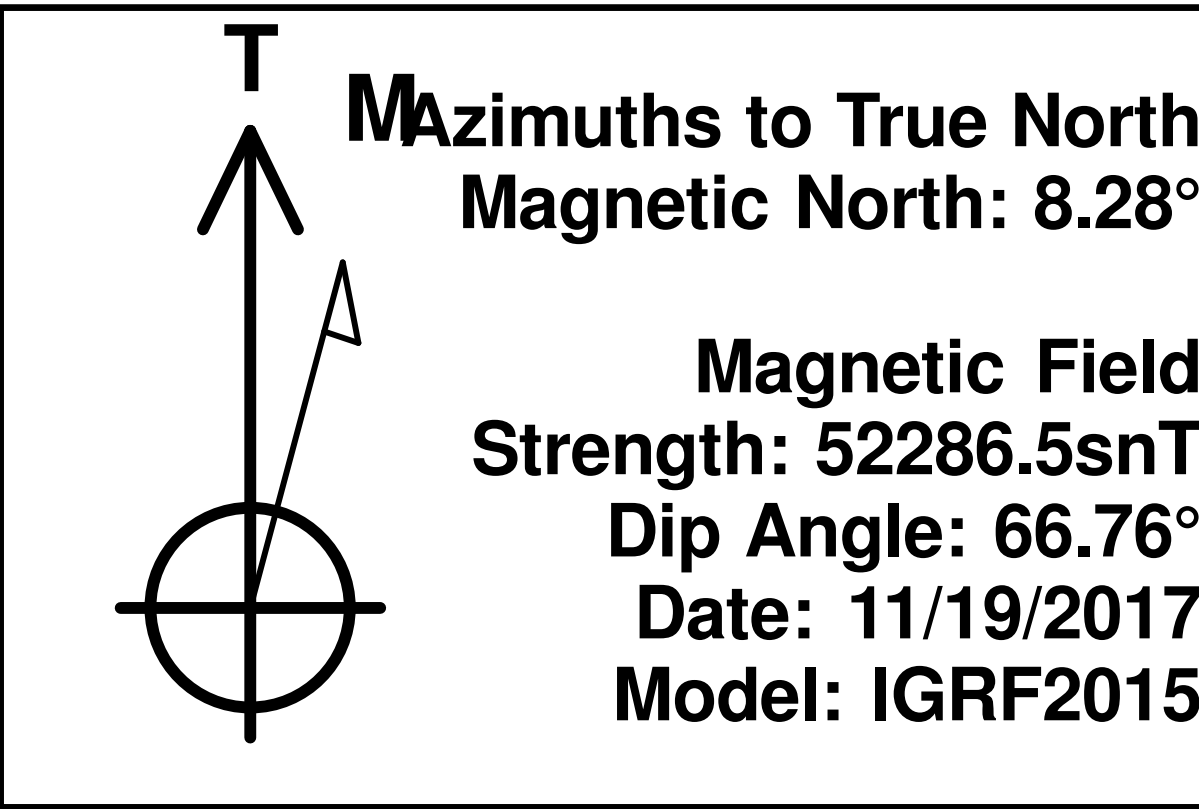 T
M
Azimuths to True North
Magnetic North: 8.28°
Magnetic Field
Strength: 52286.5snT
Dip Angle: 66.76°
Date: 11/19/2017
Model: IGRF2015